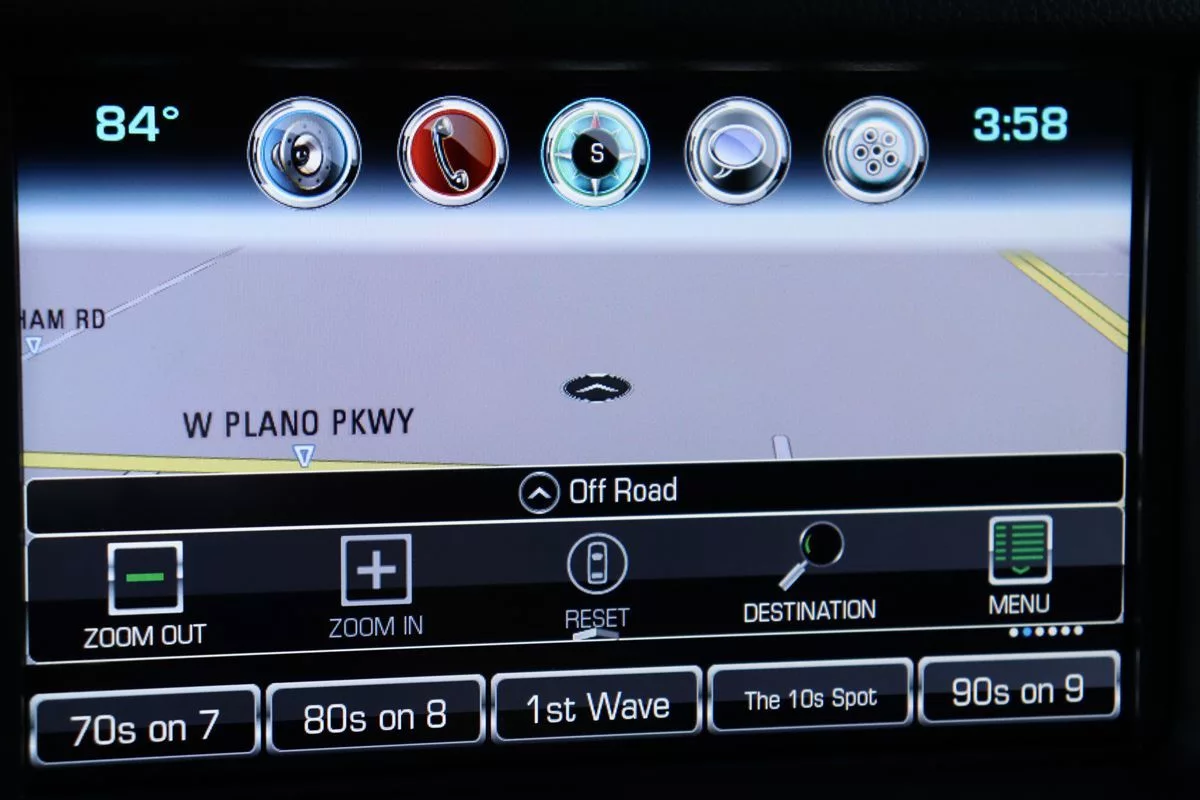 84°
S
3:58
HAM RD
W PLANO PKWY
Off Road
ZOOM OUT
ZOOM IN
RESET
DESTINATION
MENU
70s on 7
80s on 8
1st Wave
The 10s Spot
90s on 9